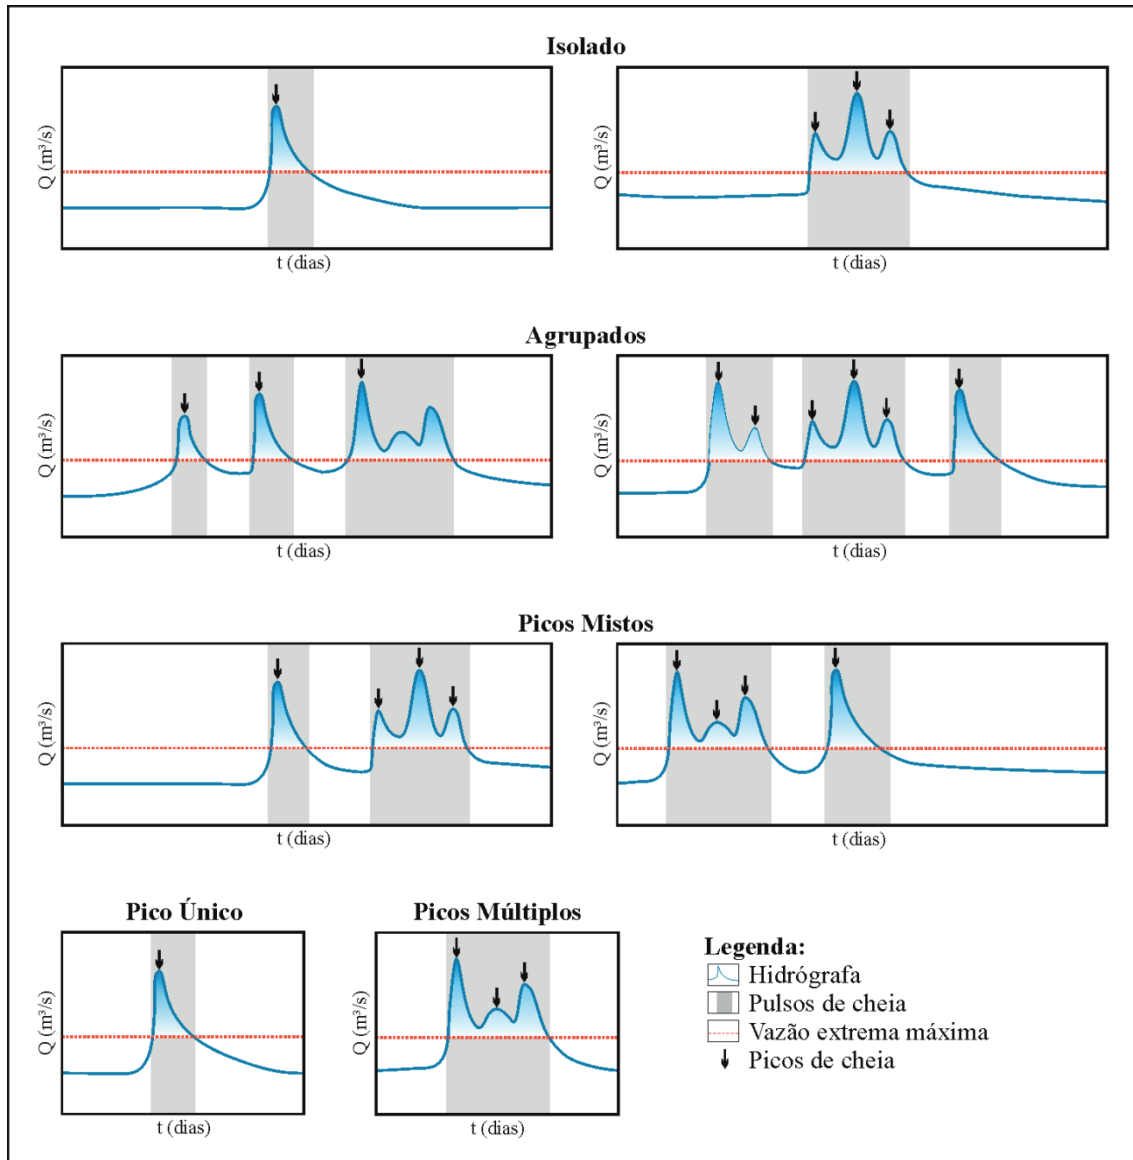 Isolado
Q (m³/s)
t (dias)
Q (m³/s)
t (dias)
Agrupados
Q (m³/s)
t (dias)
Q (m³/s)
t (dias)
Picos Mistos
Q (m³/s)
t (dias)
Q (m³/s)
t (dias)
Pico Único
Q (m³/s)
t (dias)
Picos Múltiplos
Q (m³/s)
t (dias)
Legenda:
Hidrógrafa
Pulsos de cheia
Vazão extrema máxima
Picos de cheia